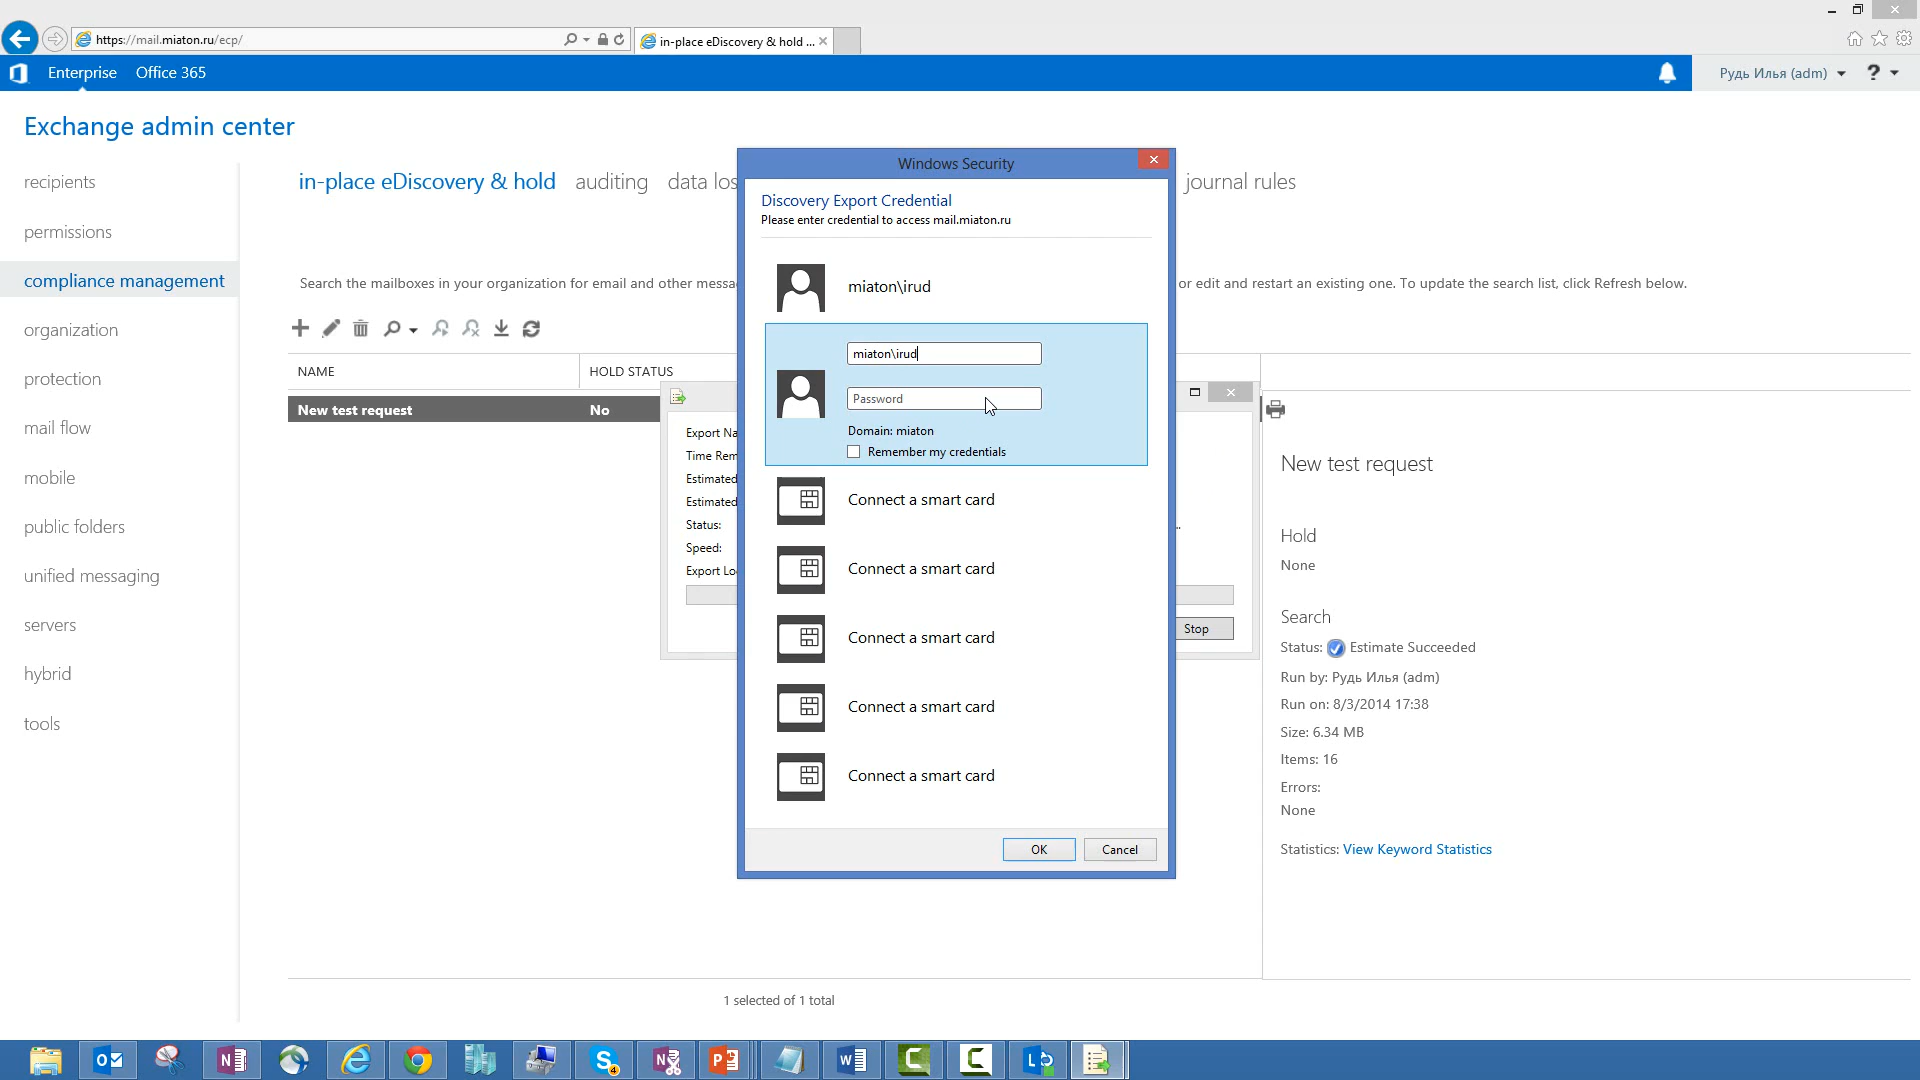 https://mail.miaton.ru/ecp/
in-place eDiscovery & hold ...
Enterprise
Office 365
Рудь Илья (adm)
?
Exchange admin center
recipients
permissions
compliance management
organization
protection
mail flow
mobile
public folders
unified messaging
servers
hybrid
tools
in-place eDiscovery & hold
auditing
data los
journal rules
Search the mailboxes in your organization for email and other messa
or edit and restart an existing one. To update the search list, click Refresh below.
NAME
HOLD STATUS
New test request
No
Export Na
Time Rem
Estimated
Estimated
Status:
Speed:
Export Lo
Stop
Windows Security
Discovery Export Credential
Please enter credential to access mail.miaton.ru
miaton\irud
miaton\irud
Password
Domain: miaton
Remember my credentials
Connect a smart card
Connect a smart card
Connect a smart card
Connect a smart card
Connect a smart card
OK
Cancel
New test request
Hold
None
Search
Status: Estimate Succeeded
Run by: Рудь Илья (adm)
Run on: 8/3/2014 17:38
Size: 6.34 MB
Items: 16
Errors:
None
Statistics: View Keyword Statistics
1 selected of 1 total